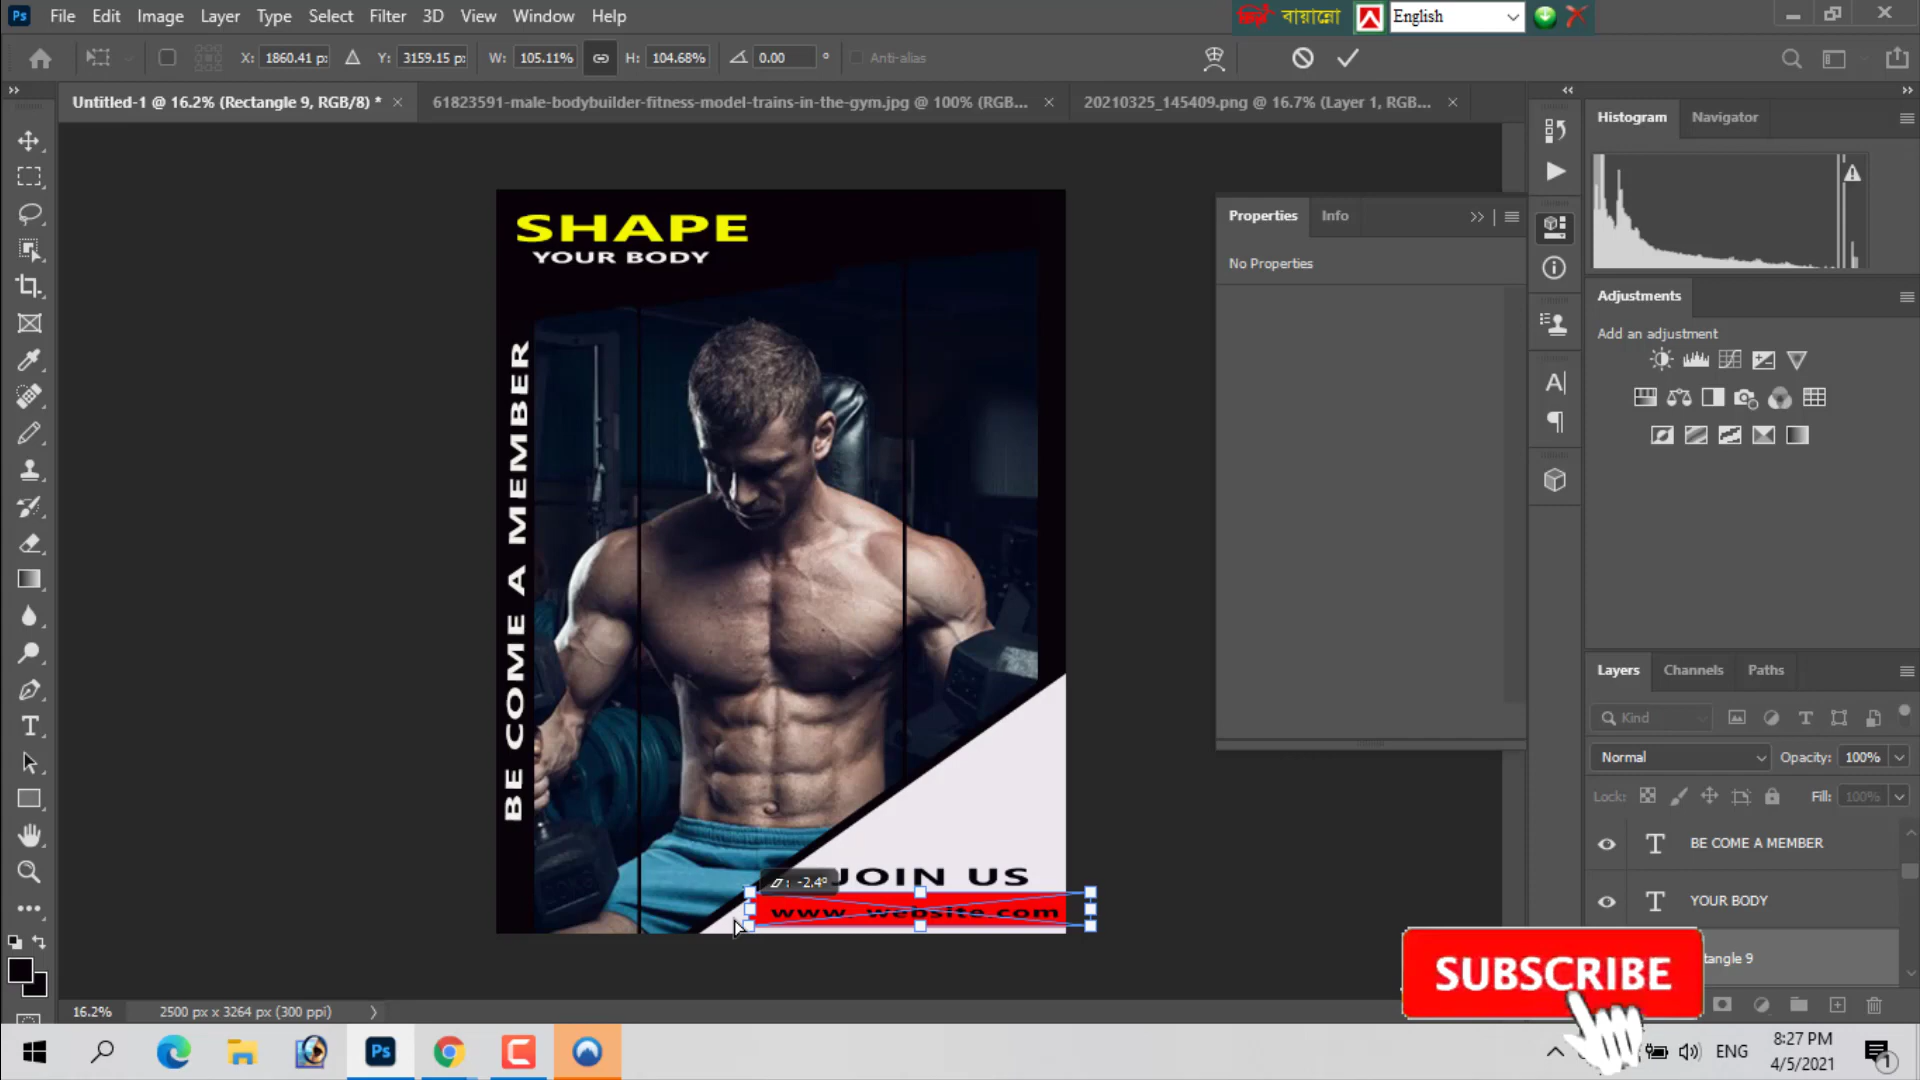 File Edit Image Layer Type Select Filter 3D View Window Help
বায়ান্নো
English
X: 1860.41 p: Y: 3159.15 p: W: 105.11% H: 104.68% 0.00 ° Anti-alias
Untitled-1 @ 16.2% (Rectangle 9, RGB/8) *
61823591-male-bodybuilder-fitness-model-trains-in-the-gym.jpg @ 100% (RGB...
20210325_145409.png @ 16.7% (Layer 1, RGB...
Histogram Navigator
SHAPE
YOUR BODY
BE COME A MEMBER
JOIN US
-2.4°
www. website.com
Properties Info
No Properties
Adjustments
Add an adjustment
Layers Channels Paths
Kind
Normal Opacity: 100%
Lock: Fill: 100%
BE COME A MEMBER
YOUR BODY
tangle 9
SUBSCRIBE
16.2% 2500 px x 3264 px (300 ppi)
ENG
8:27 PM
4/5/2021
1